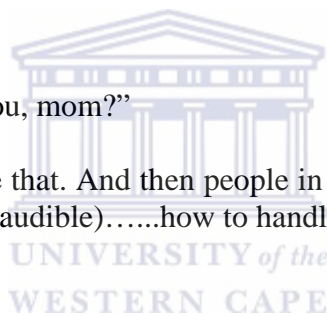 ou, mom?”
e that. And then people in
audible)…...how to handl
UNIVERSITY of the
WESTERN CAPE